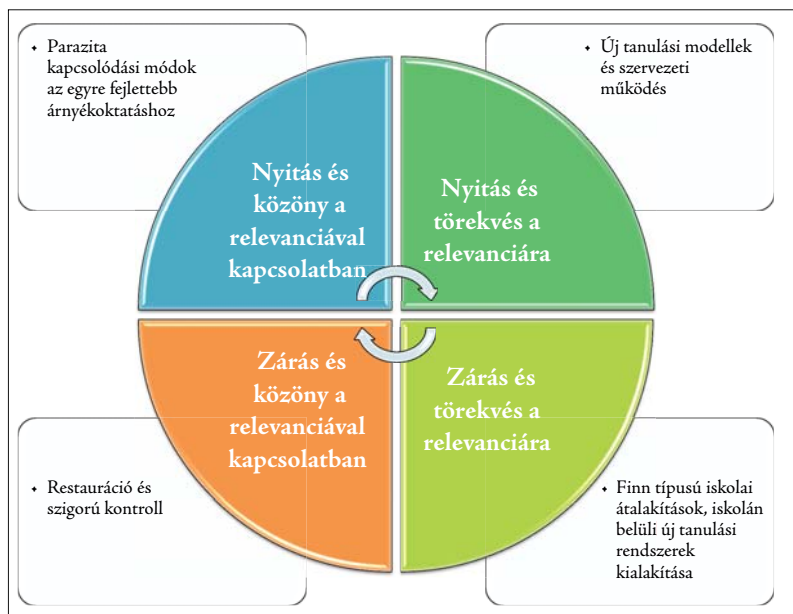 • Parazita
kapcsolódási módok
az egyre fejlettebb
árnyékoktatáshoz
• Új tanulási modellek
és szervezeti
működés
Nyitás és
közöny a
relevanciával
kapcsolatban
Nyitás és
törekvés a
relevanciára
Zárás és
közöny a
relevanciával
kapcsolatban
Zárás és
törekvés a
relevanciára
• Restauráció és
szigorú kontroll
• Finn típusú iskolai
átalakítások, iskolán
belüli új tanulási
rendszerek
kialakítása